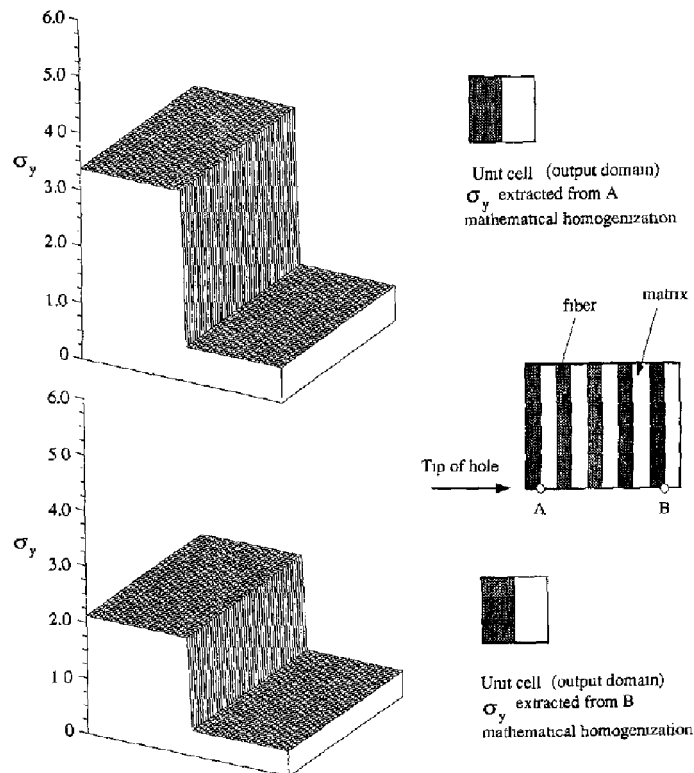 6.0
5.0
4.0
σy
3.0
2.0
1.0
0
Unit cell (output domain)
σy extracted from A
mathematical homogenization
fiber
matrix
Tip of hole
A
B
6.0
5.0
4.0
σy
3.0
2.0
1 0
0
Unit cell (output domain)
σy extracted from B
mathematical homogenization